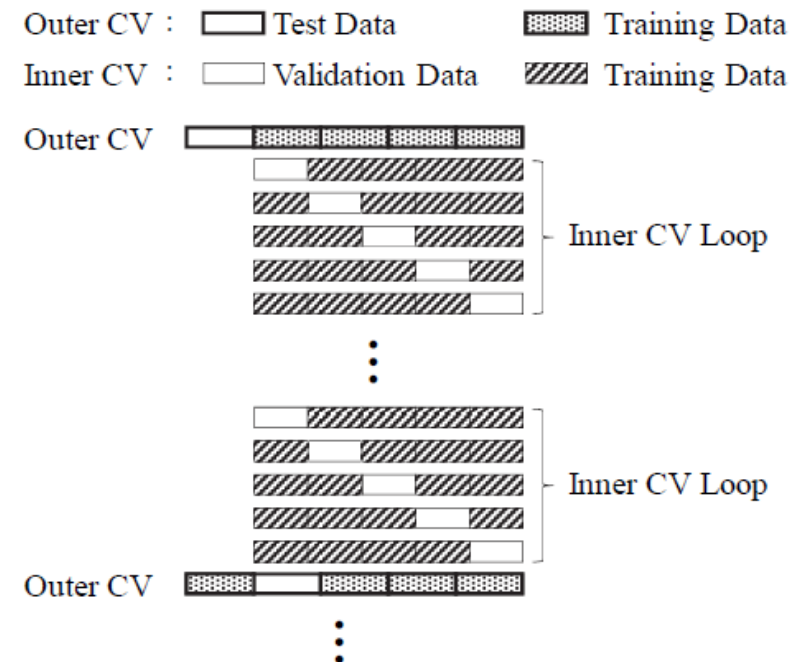 Outer CV : Test Data Training Data
Inner CV : Validation Data Training Data
Outer CV
Inner CV Loop
Inner CV Loop
Outer CV